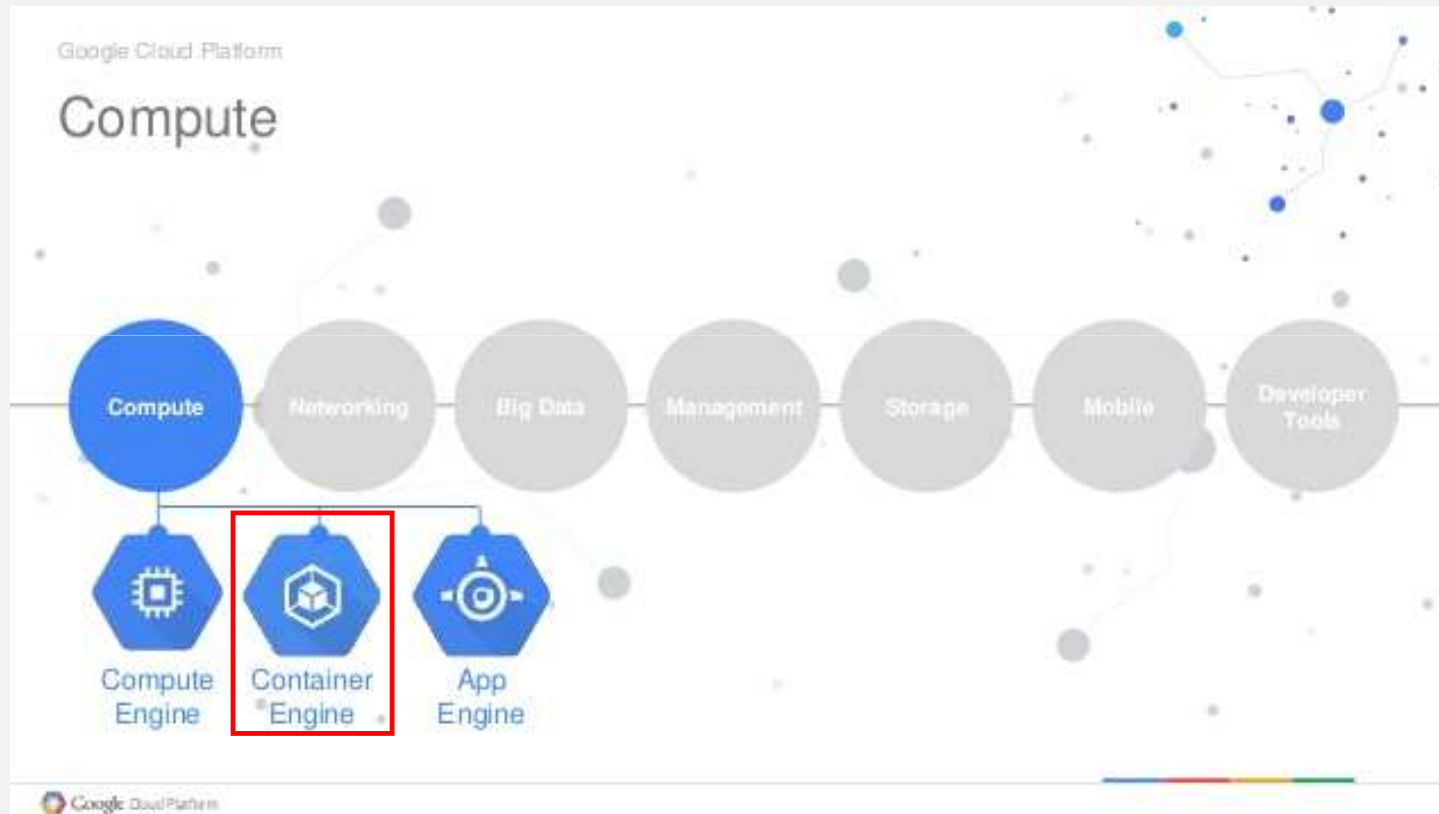 Google Cloud Platform
Compute
Compute
Networking
Big Data
Management
Storage
Mobile
Developer
Tools
Compute
Engine
Container
Engine
App
Engine
Google Cloud Platform